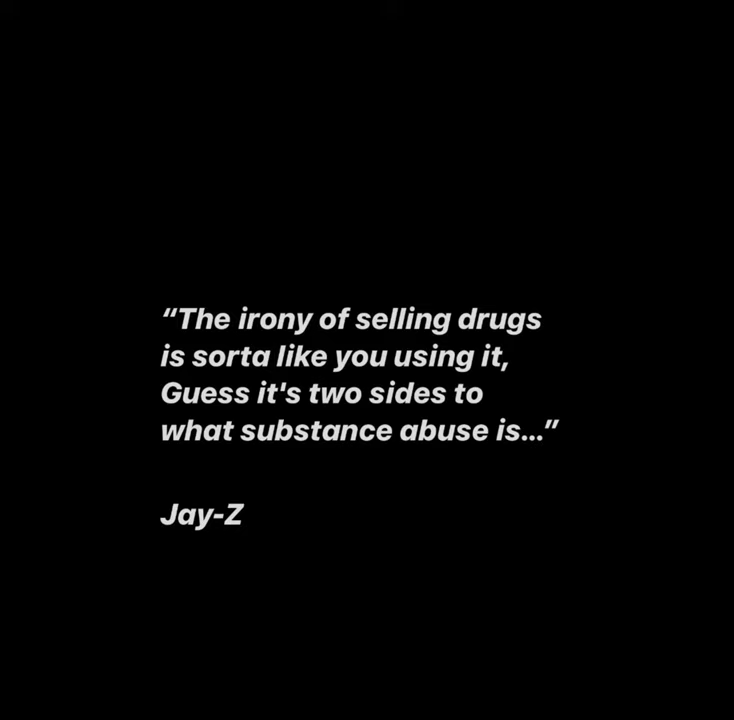 “The irony of selling drugs
is sorta like you using it,
Guess it's two sides to
what substance abuse is...”
Jay-Z